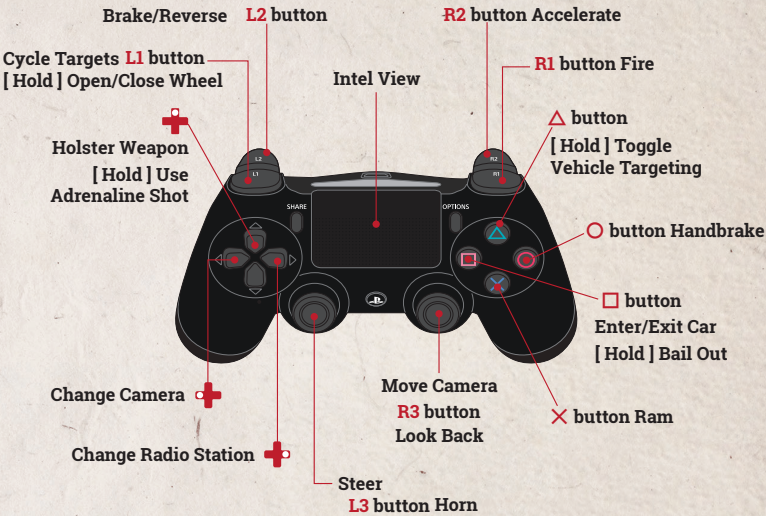 Brake/Reverse L2 button
R2 button Accelerate
Cycle Targets L1 button
[ Hold ] Open/Close Wheel
Intel View
R1 button Fire
△ button
[ Hold ] Toggle
Vehicle Targeting
Holster Weapon
[ Hold ] Use
Adrenaline Shot
L2
L1
R2
R1
SHARE
OPTIONS
○ button Handbrake
□ button
Enter/Exit Car
[ Hold ] Bail Out
Change Camera
Move Camera
R3 button
Look Back
✕ button Ram
Change Radio Station
Steer
L3 button Horn